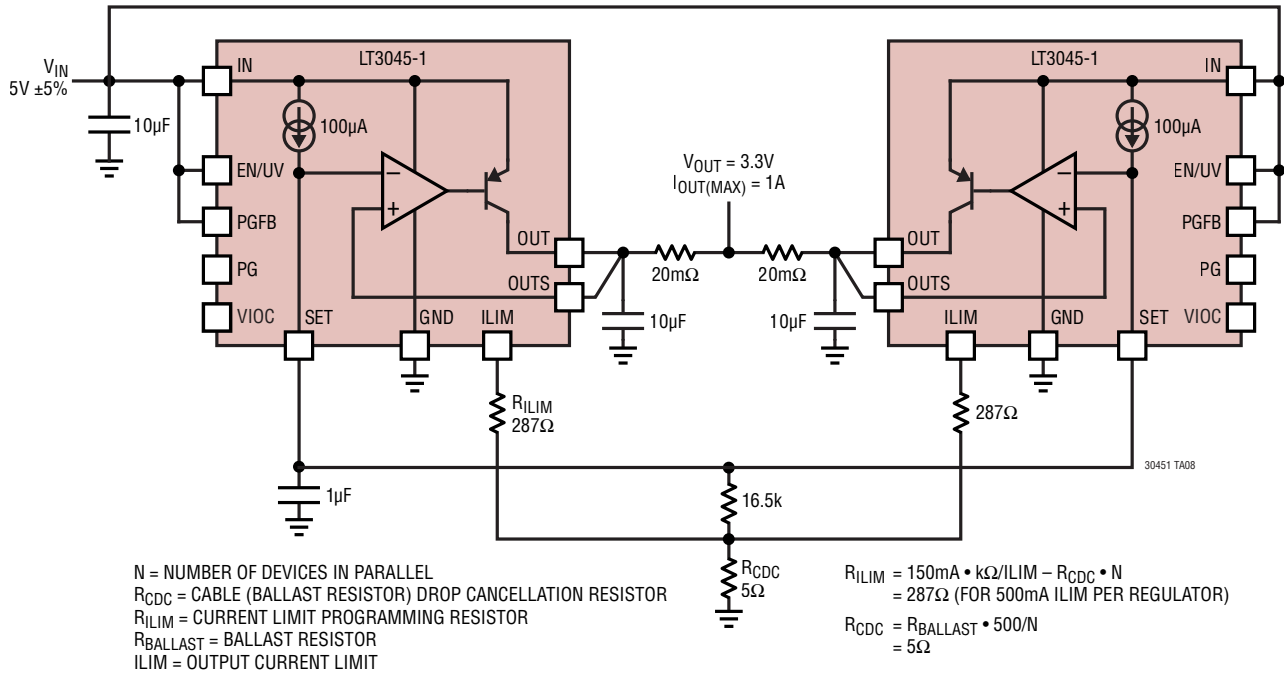 LT3045-1
LT3045-1
VIN
5V ±5%
IN
IN
10µF
100µA
100µA
EN/UV
EN/UV
PGFB
PGFB
PG
PG
VIOC
VIOC
–
+
–
+
VOUT = 3.3V
IOUT(MAX) = 1A
OUT
OUT
OUTS
OUTS
20mΩ
20mΩ
10µF
10µF
SET
GND
ILIM
ILIM
GND
SET
RILIM
287Ω
287Ω
30451 TA08
1µF
16.5k
RCDC
5Ω
N = NUMBER OF DEVICES IN PARALLEL
RCDC = CABLE (BALLAST RESISTOR) DROP CANCELLATION RESISTOR
RILIM = CURRENT LIMIT PROGRAMMING RESISTOR
RBALLAST = BALLAST RESISTOR
ILIM = OUTPUT CURRENT LIMIT
RILIM = 150mA • kΩ/ILIM – RCDC • N
= 287Ω (FOR 500mA ILIM PER REGULATOR)
RCDC = RBALLAST • 500/N
= 5Ω